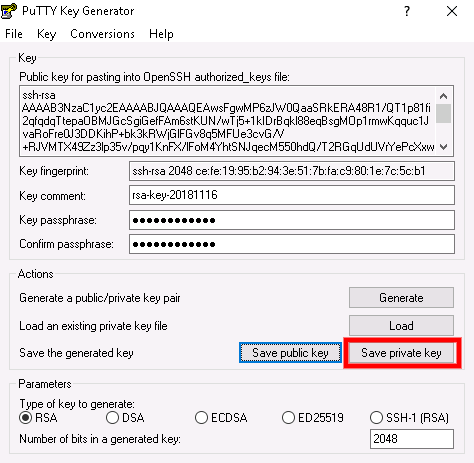 PuTTY Key Generator
File Key Conversions Help
Key
Public key for pasting into OpenSSH authorized_keys file:
ssh-rsa
AAAAB3NzaC1yc2EAAAABJQAAAQEAwsFgwMP6zJW0QaaSRkERA48R1/QT1p81fi
2qfqdqTtepaOBMJGcSgiGefFAm6stKUN/wTj5+1kIDrBqkl88eqBsgMOp1rmwKqquc1J
vaRoFre0J3DDKihP+bk3kRWjGIFGv8q5MFUe3cvG/V
+RJVMTX49Zz3Ip35v/pqy1KnFX/IFoM4YhtSNJqecM550hdQ/T2RGqUdUVrYePcXxw
Key fingerprint: ssh-rsa 2048 ce:fe:19:95:b2:94:3e:51:7b:fa:c9:80:1e:7c:5c:b1
Key comment: rsa-key-20181116
Key passphrase: ●●●●●●●●●●●●
Confirm passphrase: ●●●●●●●●●●●●
Actions
Generate a public/private key pair Generate
Load an existing private key file Load
Save the generated key Save public key Save private key
Parameters
Type of key to generate:
RSA DSA ECDSA ED25519 SSH-1 (RSA)
Number of bits in a generated key: 2048